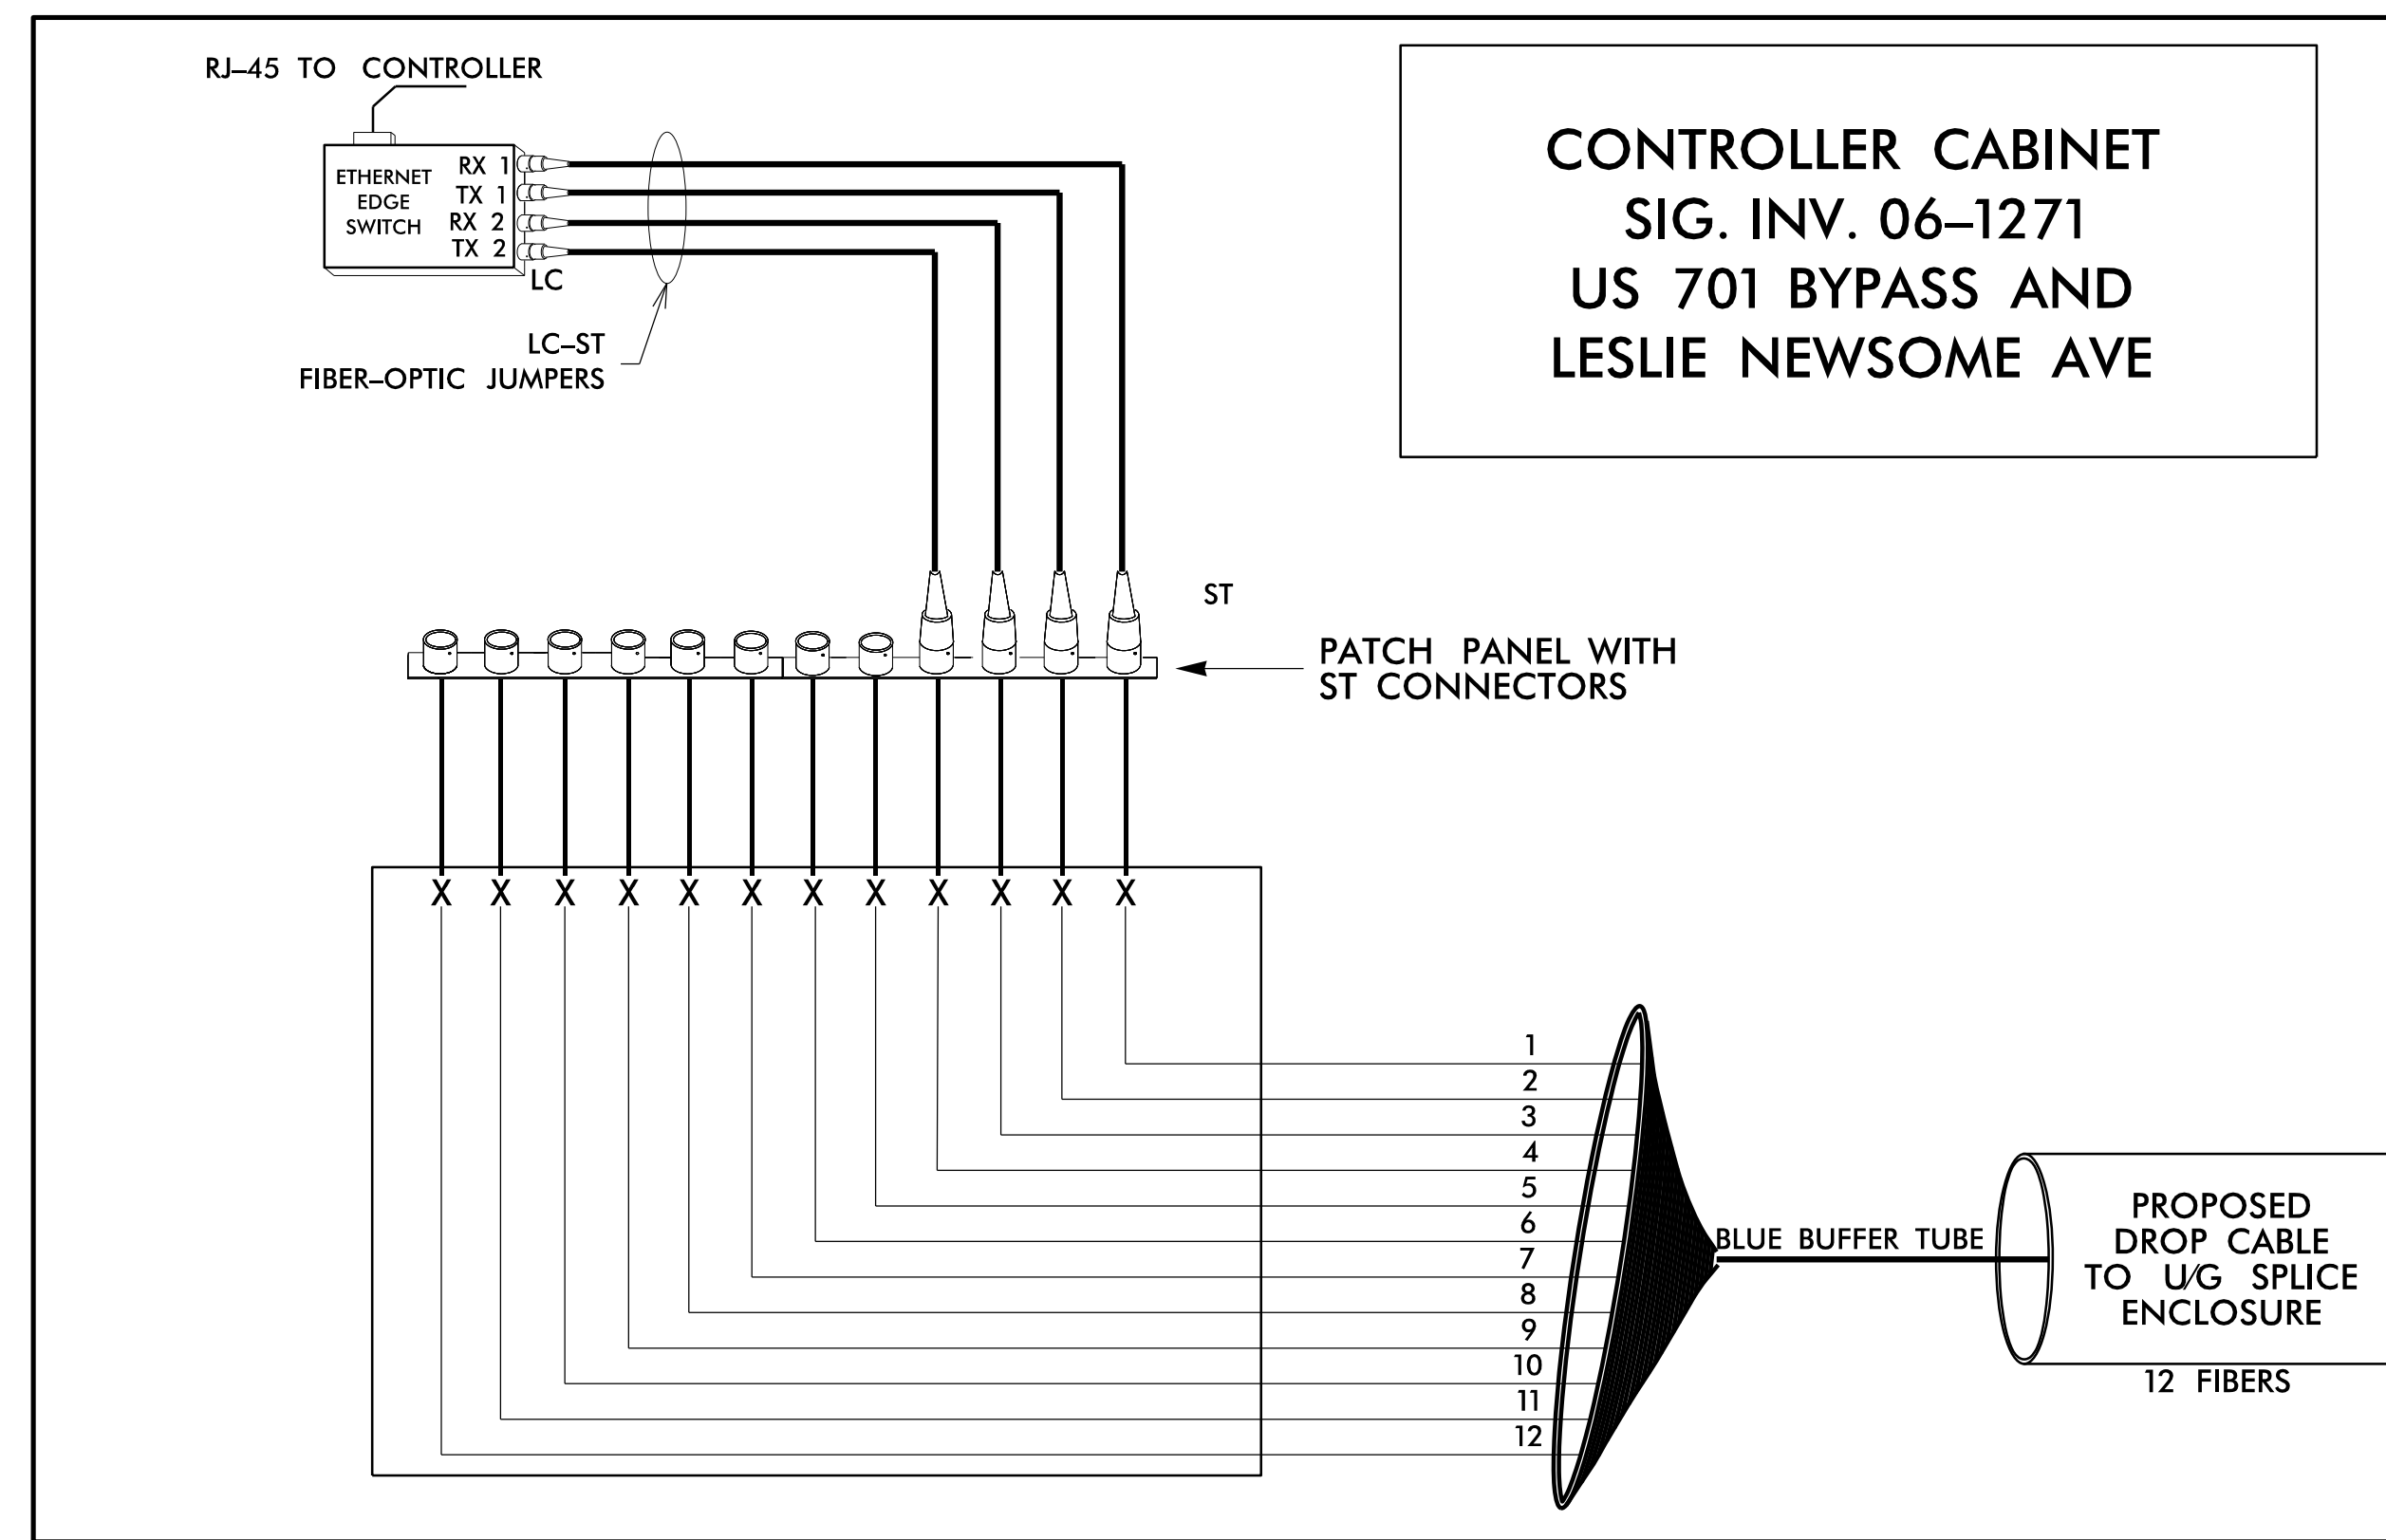 RJ-45 TO CONTROLLER
CONTROLLER CABINET
SIG. INV. 06-1271
US 701 BYPASS AND
LESLIE NEWSOME AVE
ETHERNET
EDGE
SWITCH
RX 1
TX 1
RX 2
TX 2
LC
LC-ST
FIBER-OPTIC JUMPERS
ST
PATCH PANEL WITH
ST CONNECTORS
X X X X X X X X X X X X
1
2
3
4
5
6
7
8
9
10
11
12
BLUE BUFFER TUBE
PROPOSED
DROP CABLE
TO U/G SPLICE
ENCLOSURE
12 FIBERS